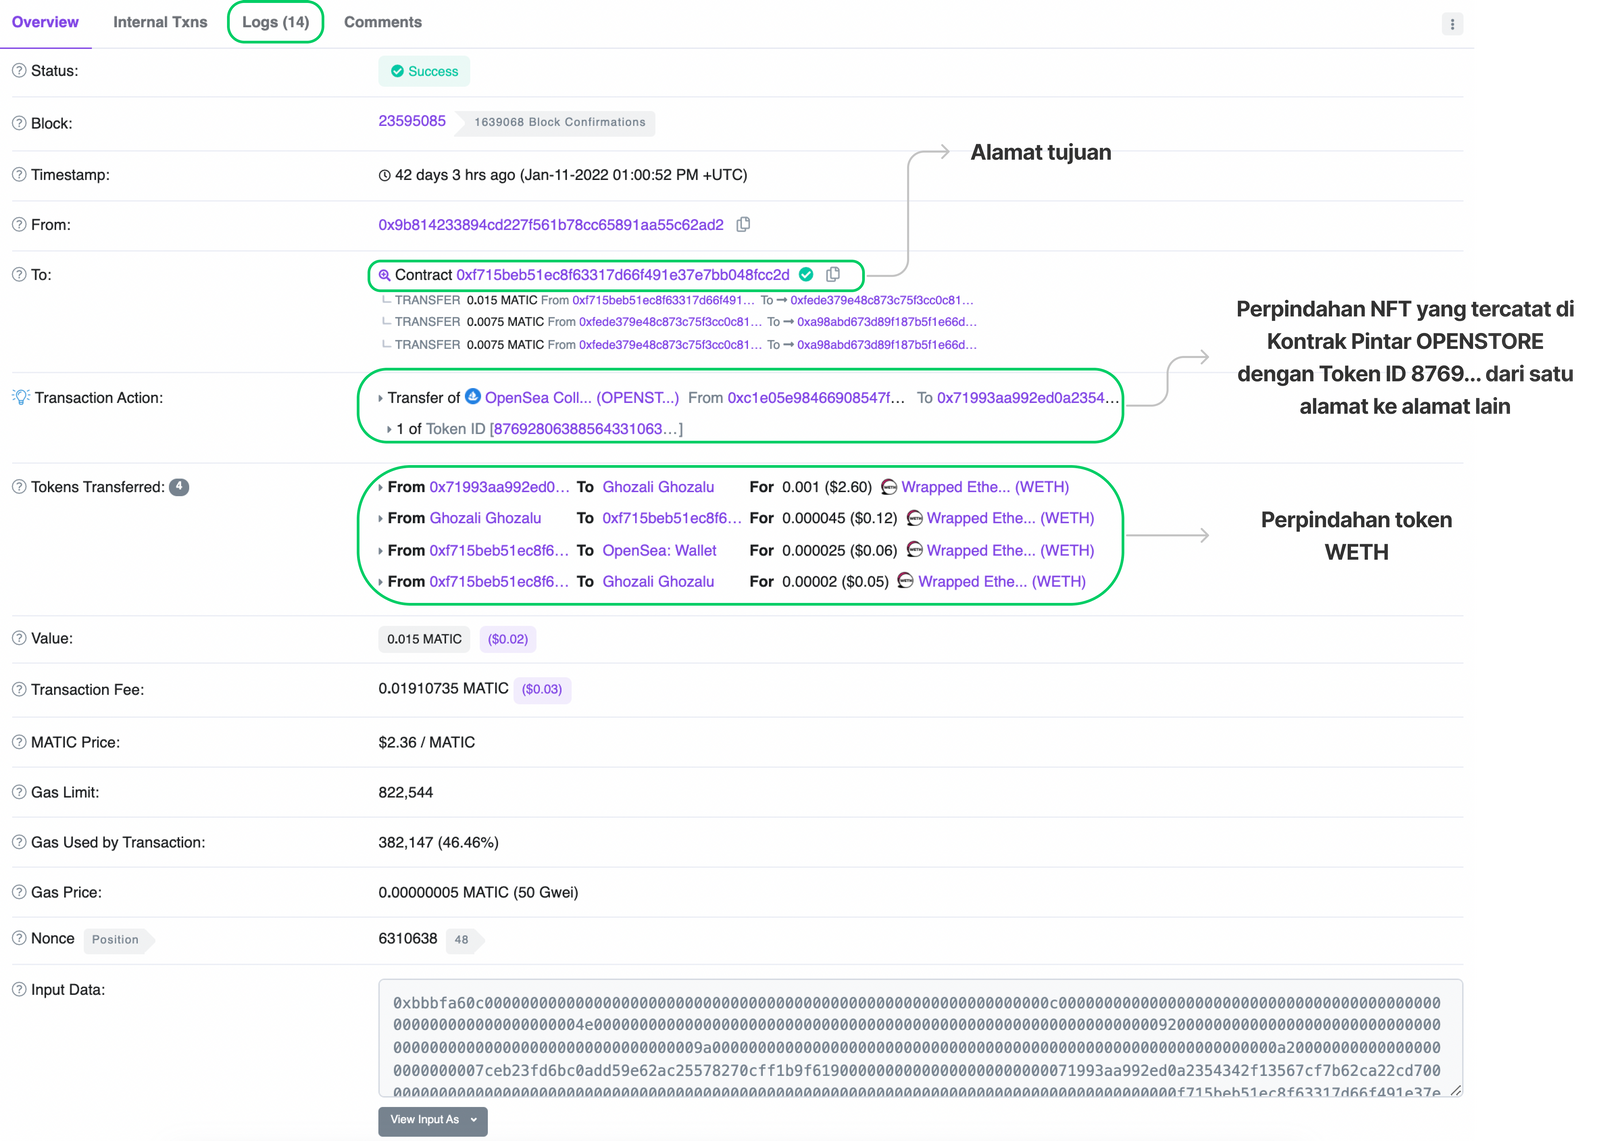 Overview Internal Txns Logs (14) Comments
Status: Success
Block: 23595085 1639068 Block Confirmations
Alamat tujuan
Timestamp: 42 days 3 hrs ago (Jan-11-2022 01:00:52 PM +UTC)
From: 0x9b814233894cd227f561b78cc65891aa55c62ad2
To: Contract 0xf715beb51ec8f63317d66f491e37e7bb048fcc2d
TRANSFER 0.015 MATIC From 0xf715beb51ec8f63317d66f491... To → 0xfede379e48c873c75f3cc0c81...
TRANSFER 0.0075 MATIC From 0xfede379e48c873c75f3cc0c81... To → 0xa98abd673d89f187b5f1e66d...
TRANSFER 0.0075 MATIC From 0xfede379e48c873c75f3cc0c81... To → 0xa98abd673d89f187b5f1e66d...
Perpindahan NFT yang tercatat di
Kontrak Pintar OPENSTORE
dengan Token ID 8769... dari satu
alamat ke alamat lain
Transaction Action: Transfer of OpenSea Coll... (OPENST...) From 0xc1e05e98466908547f... To 0x71993aa992ed0a2354...
1 of Token ID [87692806388564331063...]
Tokens Transferred: 4
From 0x71993aa992ed0... To Ghozali Ghozalu For 0.001 ($2.60) Wrapped Ethe... (WETH)
From Ghozali Ghozalu To 0xf715beb51ec8f6... For 0.000045 ($0.12) Wrapped Ethe... (WETH)
From 0xf715beb51ec8f6... To OpenSea: Wallet For 0.000025 ($0.06) Wrapped Ethe... (WETH)
From 0xf715beb51ec8f6... To Ghozali Ghozalu For 0.00002 ($0.05) Wrapped Ethe... (WETH)
Perpindahan token
WETH
Value: 0.015 MATIC ($0.02)
Transaction Fee: 0.01910735 MATIC ($0.03)
MATIC Price: $2.36 / MATIC
Gas Limit: 822,544
Gas Used by Transaction: 382,147 (46.46%)
Gas Price: 0.00000005 MATIC (50 Gwei)
Nonce Position 6310638 48
Input Data:
View Input As